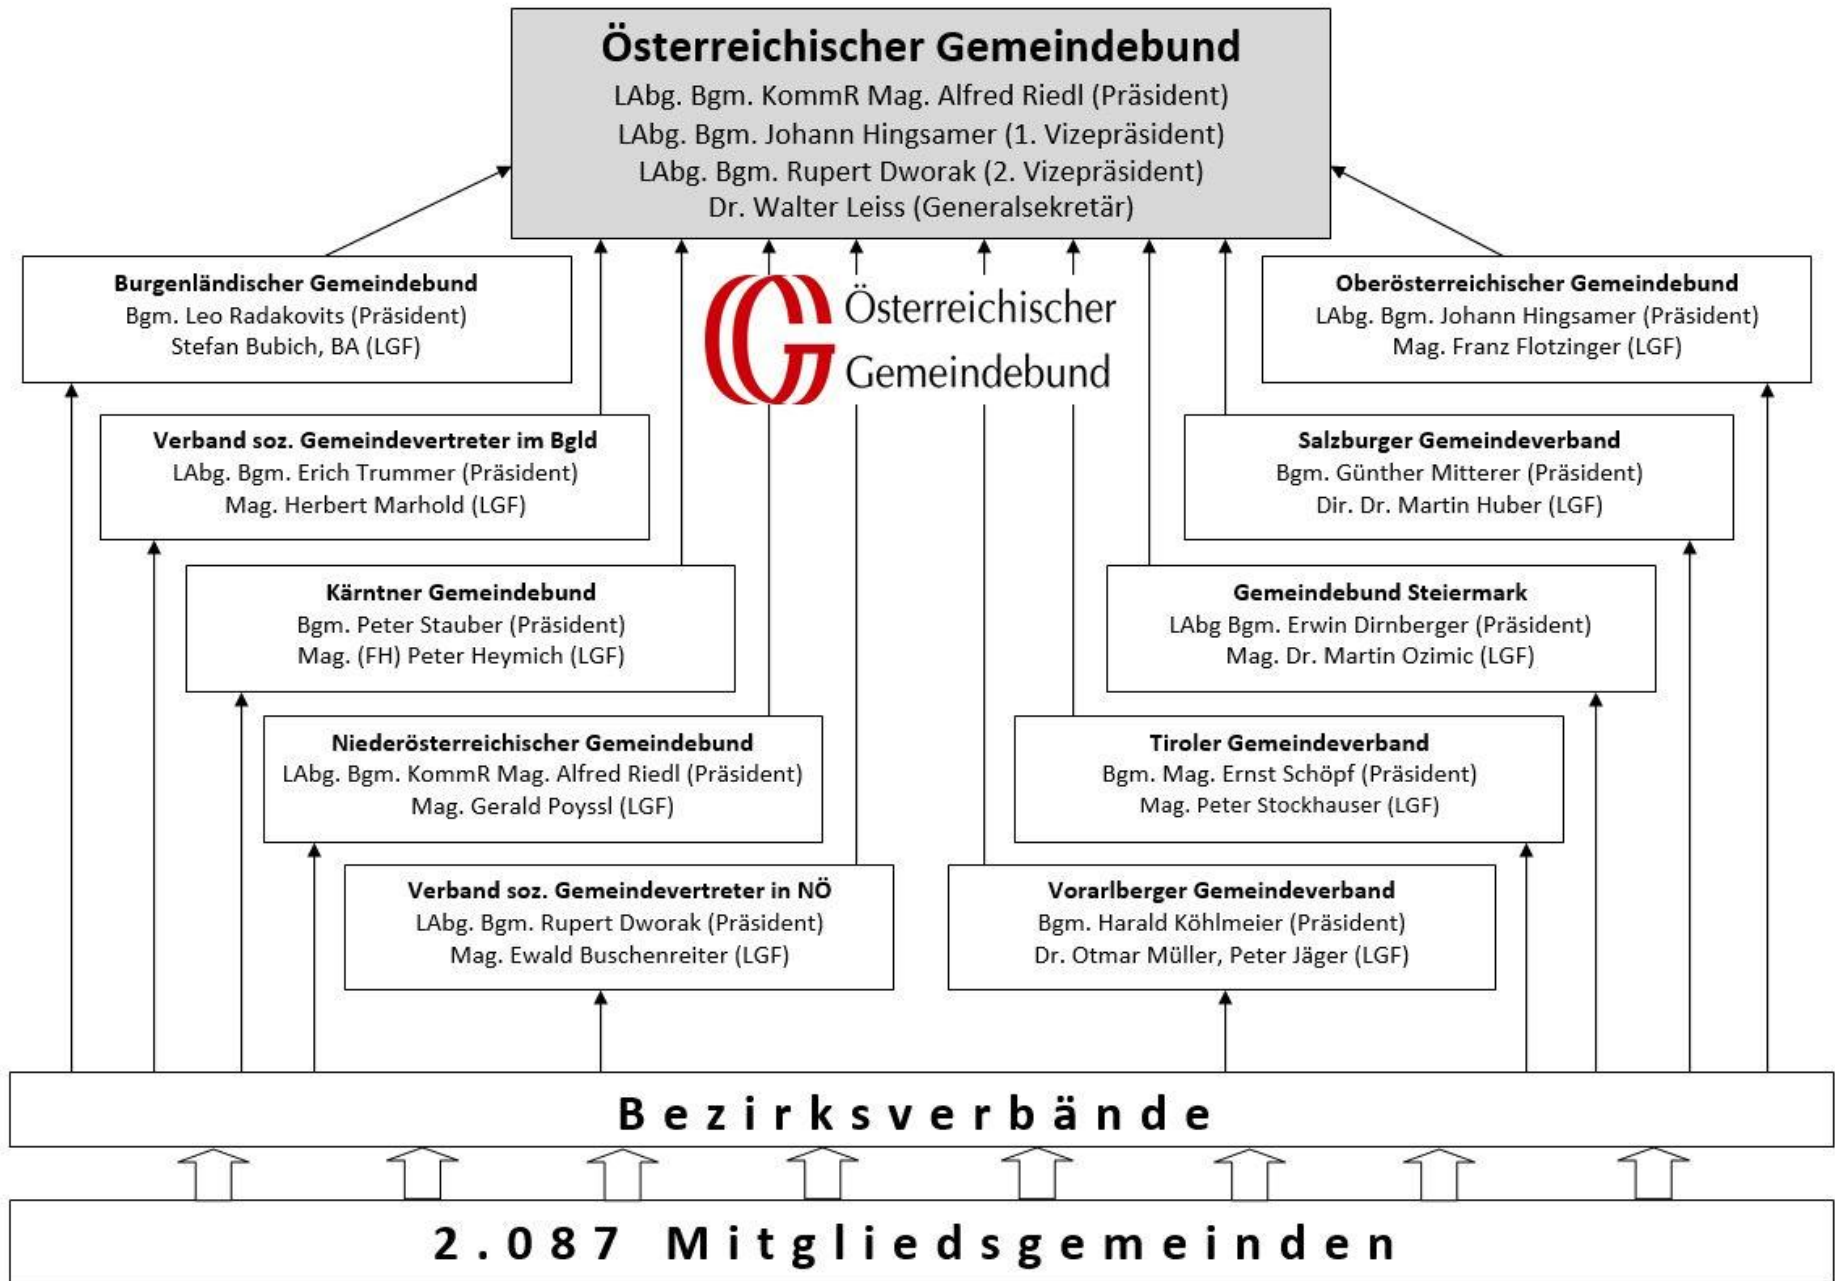 Österreichischer Gemeindebund
LAbg. Bgm. KommR Mag. Alfred Riedl (Präsident)
LAbg. Bgm. Johann Hingsamer (1. Vizepräsident)
LAbg. Bgm. Rupert Dworak (2. Vizepräsident)
Dr. Walter Leiss (Generalsekretär)
Burgenländischer Gemeindebund
Bgm. Leo Radakovits (Präsident)
Stefan Bubich, BA (LGF)
Österreichischer
Gemeindebund
Oberösterreichischer Gemeindebund
LAbg. Bgm. Johann Hingsamer (Präsident)
Mag. Franz Flotzinger (LGF)
Verband soz. Gemeindevertreter im Bgld
LAbg. Bgm. Erich Trummer (Präsident)
Mag. Herbert Marhold (LGF)
Salzburger Gemeindeverband
Bgm. Günther Mitterer (Präsident)
Dir. Dr. Martin Huber (LGF)
Kärntner Gemeindebund
Bgm. Peter Stauber (Präsident)
Mag. (FH) Peter Heymich (LGF)
Gemeindebund Steiermark
LAbg Bgm. Erwin Dirnberger (Präsident)
Mag. Dr. Martin Ozimic (LGF)
Niederösterreichischer Gemeindebund
LAbg. Bgm. KommR Mag. Alfred Riedl (Präsident)
Mag. Gerald Poyssl (LGF)
Tiroler Gemeindeverband
Bgm. Mag. Ernst Schöpf (Präsident)
Mag. Peter Stockhauser (LGF)
Verband soz. Gemeindevertreter in NÖ
LAbg. Bgm. Rupert Dworak (Präsident)
Mag. Ewald Buschenreiter (LGF)
Vorarlberger Gemeindeverband
Bgm. Harald Köhlmeier (Präsident)
Dr. Otmar Müller, Peter Jäger (LGF)
Bezirksverbände
2.087 Mitgliedsgemeinden